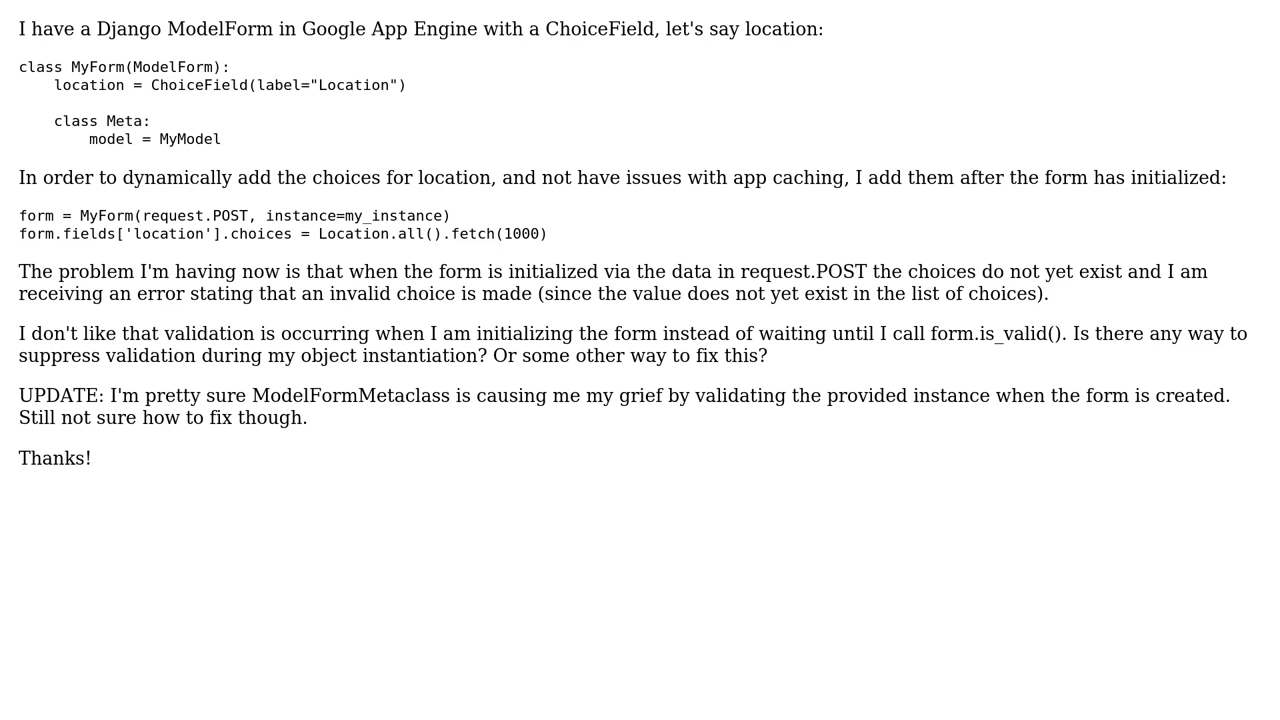 I have a Django ModelForm in Google App Engine with a ChoiceField, let's say location:
class MyForm(ModelForm):
    location = ChoiceField(label="Location")
    class Meta:
        model = MyModel
In order to dynamically add the choices for location, and not have issues with app caching, I add them after the form has initialized:
form = MyForm(request.POST, instance=my_instance)
form.fields['location'].choices = Location.all().fetch(1000)
The problem I'm having now is that when the form is initialized via the data in request.POST the choices do not yet exist and I am
receiving an error stating that an invalid choice is made (since the value does not yet exist in the list of choices).
I don't like that validation is occurring when I am initializing the form instead of waiting until I call form.is_valid(). Is there any way to
suppress validation during my object instantiation? Or some other way to fix this?
UPDATE: I'm pretty sure ModelFormMetaclass is causing me my grief by validating the provided instance when the form is created.
Still not sure how to fix though.
Thanks!